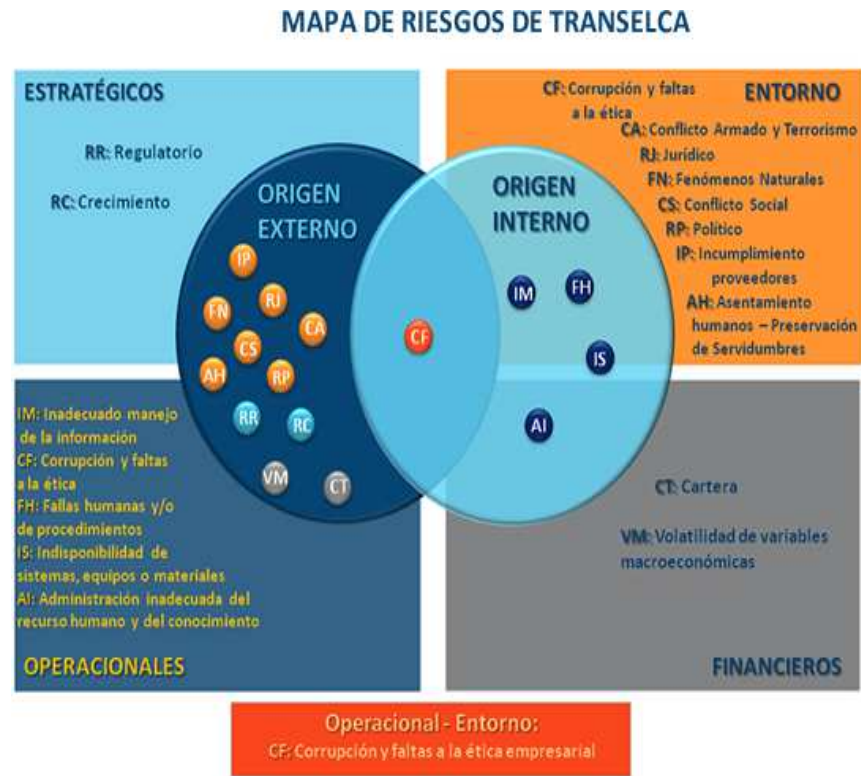 MAPA DE RIESGOS DE TRANSELCA
ESTRATÉGICOS
RR: Regulatorio
RC: Crecimiento
CF: Corrupción y faltas
a la ética
ENTORNO
CA: Conflicto Armado y Terrorismo
RJ: Jurídico
FN: Fenómenos Naturales
CS: Conflicto Social
RP: Político
IP: Incumplimiento
proveedores
AH: Asentamiento
humanos – Preservación
de Servidumbres
ORIGEN
EXTERNO
IP
FN
RJ
CA
CS
AH
RP
RR
RC
VM
CT
CF
ORIGEN
INTERNO
IM
FH
IS
AI
IM: Inadecuado manejo
de la información
CF: Corrupción y faltas
a la ética
FH: Fallas humanas y/o
de procedimientos
IS: Indisponibilidad de
sistemas, equipos o materiales
AI: Administración inadecuada del
recurso humano y del conocimiento
OPERACIONALES
CT: Cartera
VM: Volatilidad de variables
macroeconómicas
FINANCIEROS
Operacional - Entorno:
CF: Corrupción y faltas a la ética empresarial